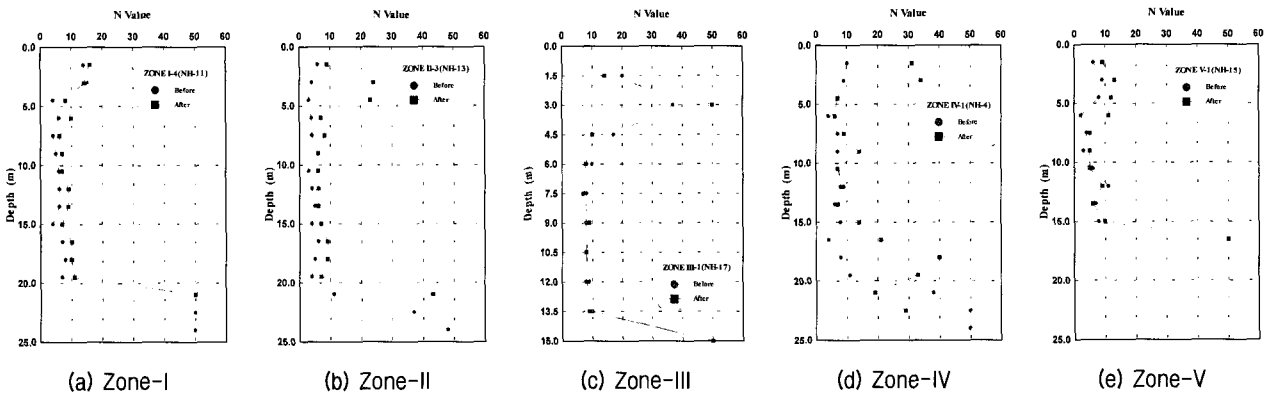 N Value
0 10 20 30 40 50 60
0.0
5.0
10.0
15.0
20.0
25.0
Depth (m)
ZONE I-4(NH-11)
Before
After
(a) Zone-I
N Value
0 10 20 30 40 50 60
0.0
5.0
10.0
15.0
20.0
25.0
Depth (m)
ZONE II-3(NH-13)
Before
After
(b) Zone-II
N Value
0 10 20 30 40 50 60
0.0
1.5
3.0
4.5
6.0
7.5
9.0
10.5
12.0
13.5
15.0
Depth (m)
ZONE III-1(NH-17)
Before
After
(c) Zone-III
N Value
0 10 20 30 40 50 60
0.0
5.0
10.0
15.0
20.0
25.0
Depth (m)
ZONE IV-1(NH-4)
Before
After
(d) Zone-IV
N Value
0 10 20 30 40 50 60
0.0
5.0
10.0
15.0
20.0
25.0
Depth (m)
ZONE V-1(NH-15)
Before
After
(e) Zone-V